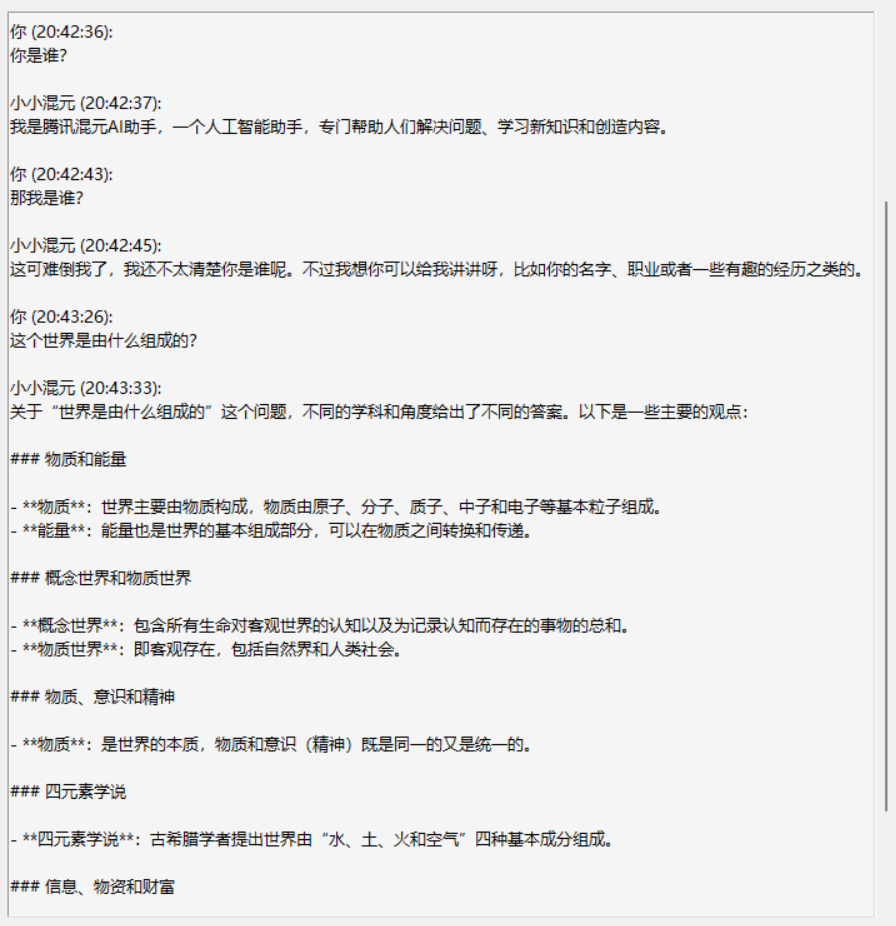 你 (20:42:36):
你是谁?
小小混元 (20:42:37):
我是腾讯混元AI助手，一个人工智能助手，专门帮助人们解决问题、学习新知识和创造内容。
你 (20:42:43):
那我是谁?
小小混元 (20:42:45):
这可难倒我了，我还不太清楚你是谁呢。不过我想你可以给我讲讲呀，比如你的名字、职业或者一些有趣的经历之类的。
你 (20:43:26):
这个世界是由什么组成的?
小小混元 (20:43:33):
关于“世界是由什么组成的”这个问题，不同的学科和角度给出了不同的答案。以下是一些主要的观点：
### 物质和能量
- **物质**：世界主要由物质构成，物质由原子、分子、质子、中子和电子等基本粒子组成。
- **能量**：能量也是世界的基本组成部分，可以在物质之间转换和传递。
### 概念世界和物质世界
- **概念世界**：包含所有生命对客观世界的认知以及为记录认知而存在的事物的总和。
- **物质世界**：即客观存在，包括自然界和人类社会。
### 物质、意识和精神
- **物质**：是世界的本质，物质和意识（精神）既是同一的又是统一的。
### 四元素学说
- **四元素学说**：古希腊学者提出世界由“水、土、火和空气”四种基本成分组成。
### 信息、物资和财富